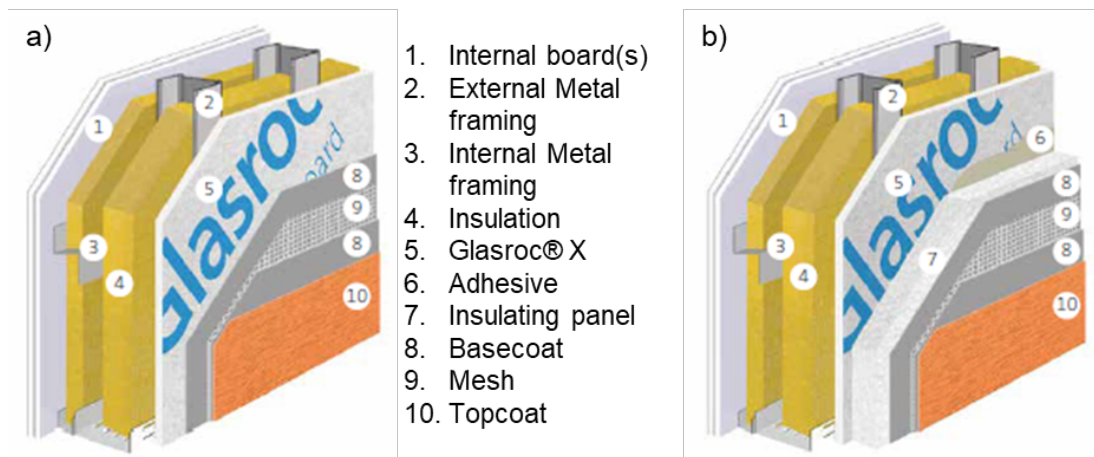 a)
1
2
3
4
5
8
9
8
10
Glasroc
oard
1. Internal board(s)
2. External Metal
framing
3. Internal Metal
framing
4. Insulation
5. Glasroc® X
6. Adhesive
7. Insulating panel
8. Basecoat
9. Mesh
10. Topcoat
b)
1
2
3
4
5
6
7
8
9
8
10
Glasroc
ard